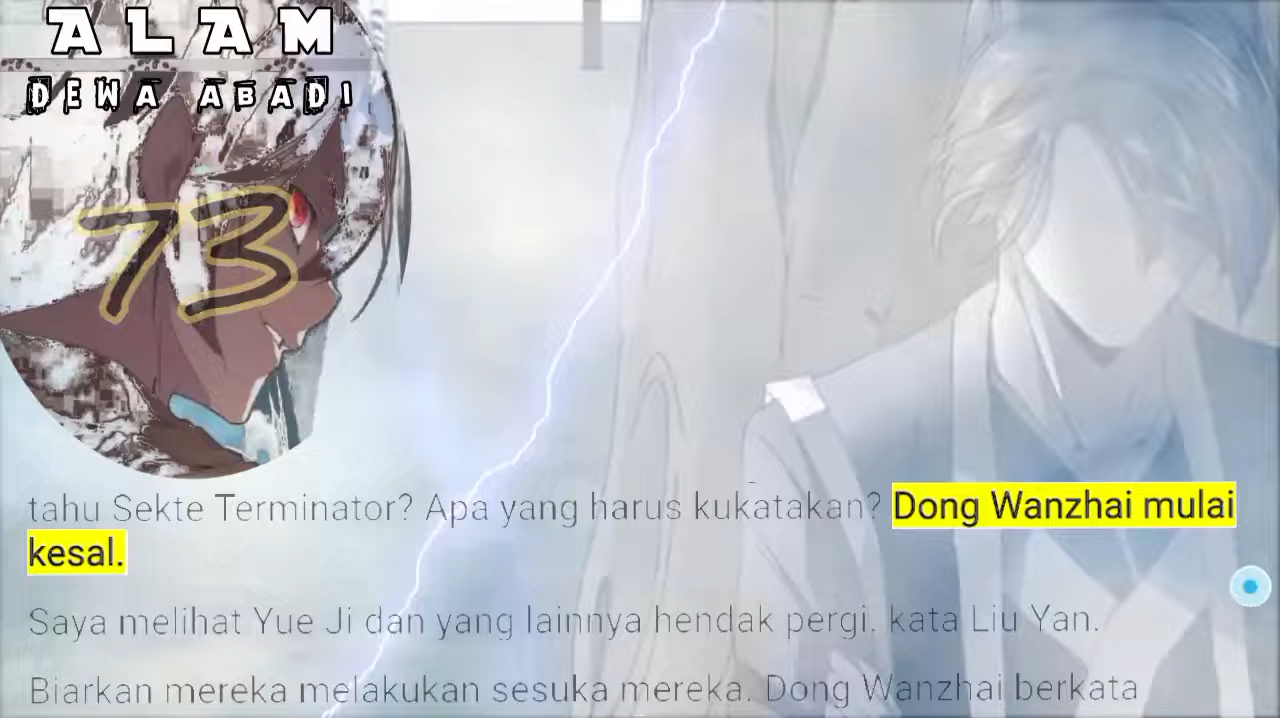 ALAM
DEWA ABADI
73
tahu Sekte Terminator? Apa yang harus kukatakan? Dong Wanzhai mulai
kesal.
Saya melihat Yue Ji dan yang lainnya hendak pergi. kata Liu Yan.
Biarkan mereka melakukan sesuka mereka. Dong Wanzhai berkata